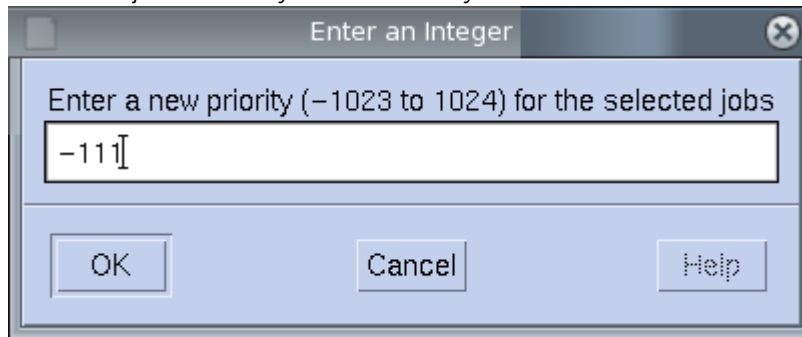 Enter an Integer
Enter a new priority (−1023 to 1024) for the selected jobs
−111
OK
Cancel
Help